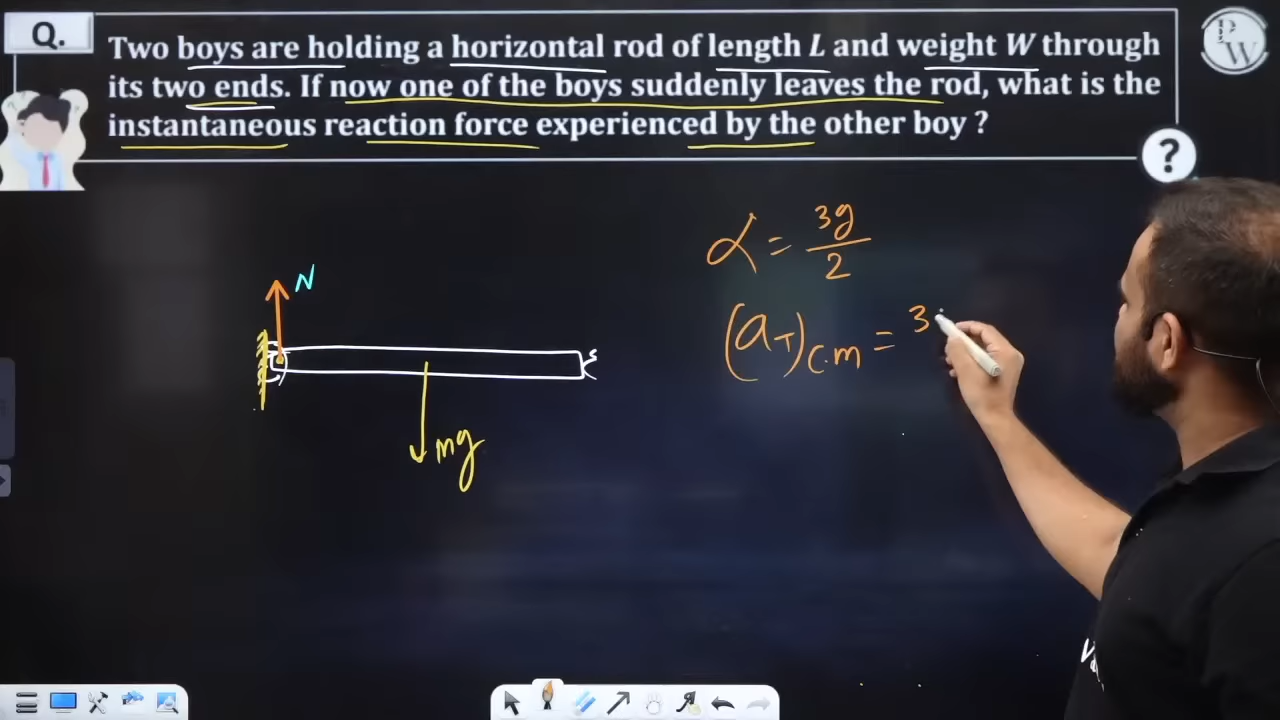 Q.
Two boys are holding a horizontal rod of length L and weight W through
its two ends. If now one of the boys suddenly leaves the rod, what is the
instantaneous reaction force experienced by the other boy ?
P
W
?
α = 3g/2
N
(a_T)_{C.M} = 3
mg